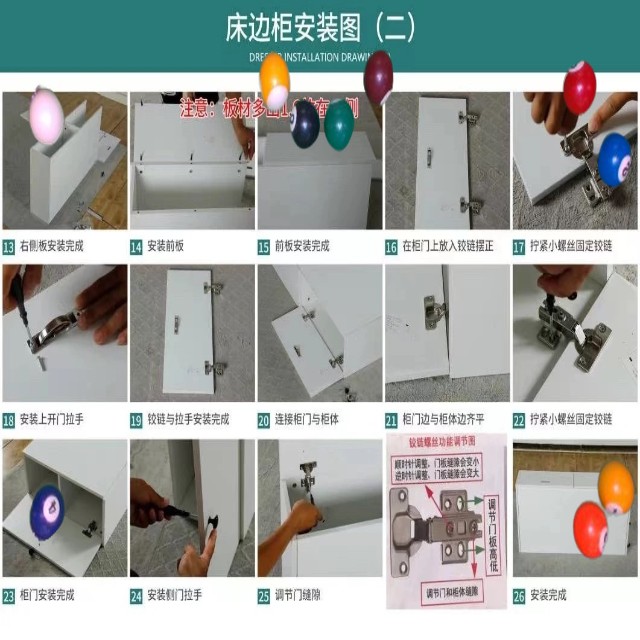 床边柜安装图（二）
注意：板材多
13 右侧板安装完成
14 安装前板
15 前板安装完成
16 在柜门上放入铰链摆正
17 拧紧小螺丝固定铰链
18 安装上开门拉手
19 铰链与拉手安装完成
20 连接柜门与柜体
21 柜门边与柜体边齐平
22 拧紧小螺丝固定铰链
铰链螺丝功能调节图
顺时针调整，门板缝隙会变小
逆时针调整，门板缝隙会变大
调节门板高低
调节门和柜体缝隙
23 柜门安装完成
24 安装侧门拉手
25 调节门缝隙
26 安装完成